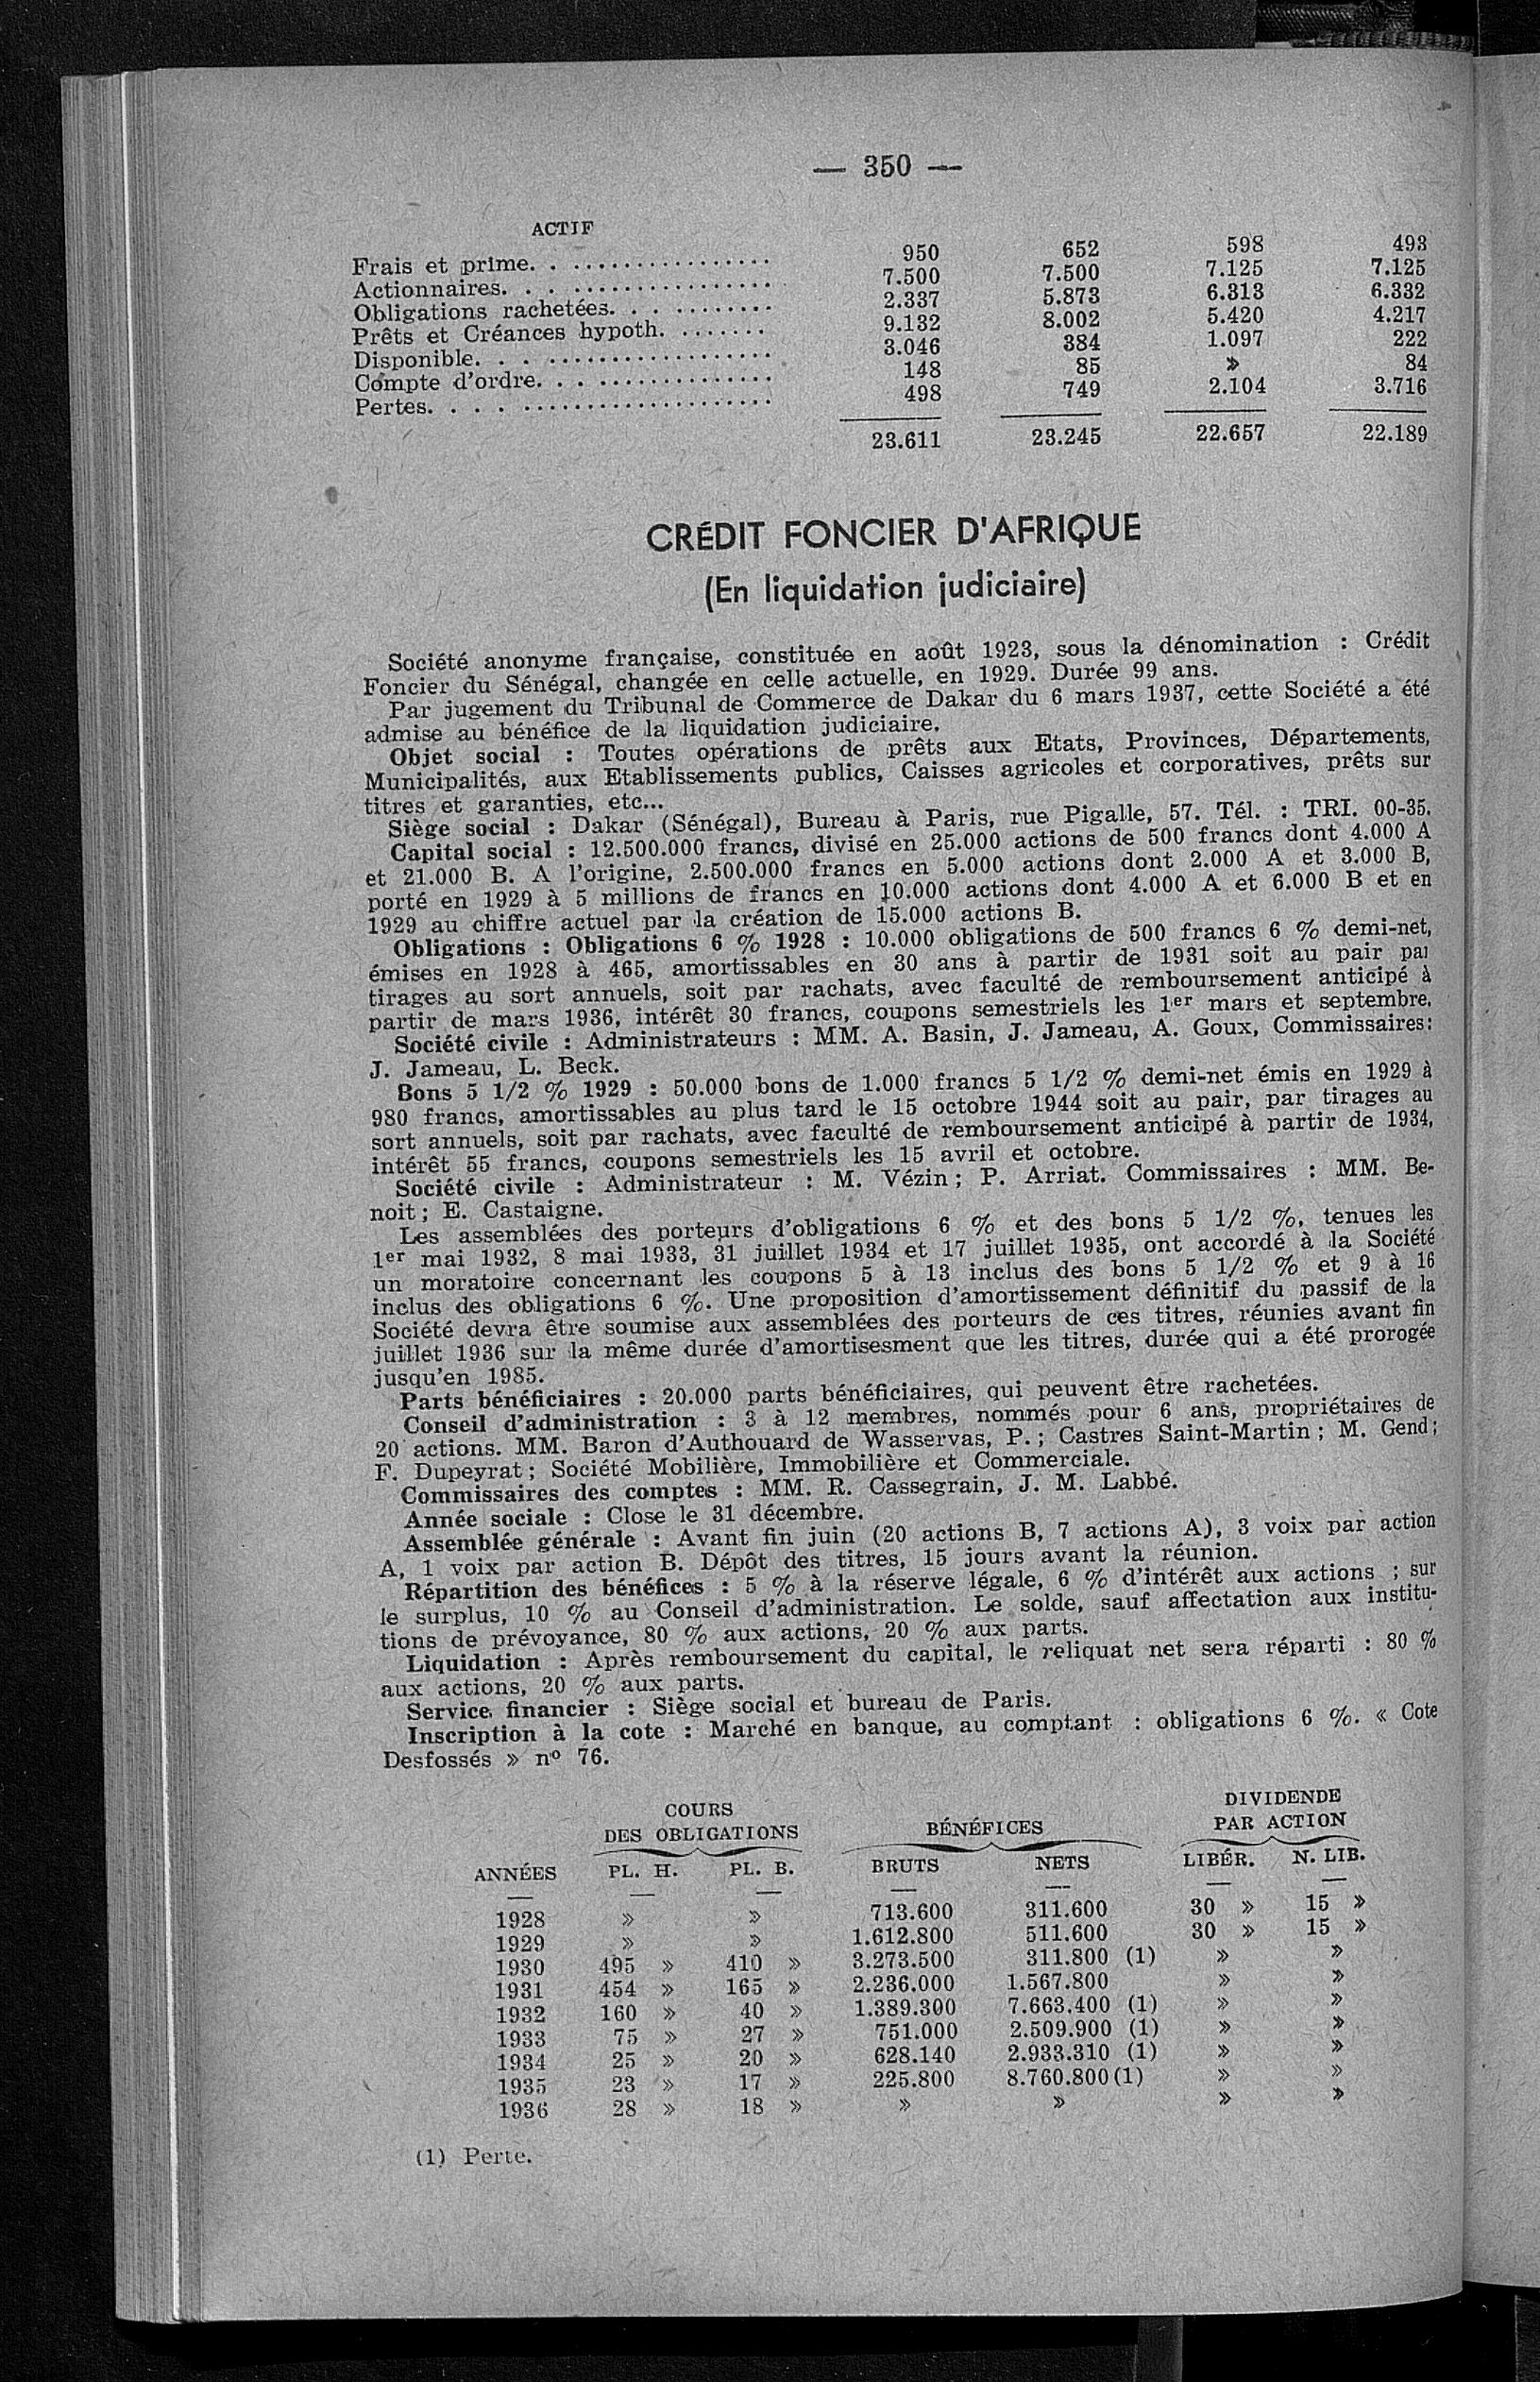 — 350 —
ACTIF
Frais et prime. . . . . . . . . . . . . . . . . . . 950 652 598 493
Actionnaires. . . . . . . . . . . . . . . . . . . . 7.500 7.500 7.125 7.125
Obligations rachetées. . . . . . . . . . . . 2.337 5.873 6.313 6.332
Prêts et Créances hypoth. . . . . . . . 9.132 8.002 5.420 4.217
Disponible. . . . . . . . . . . . . . . . . . . . . 3.046 384 1.097 222
Compte d'ordre. . . . . . . . . . . . . . . . . 148 85 » 84
Pertes. . . . . . . . . . . . . . . . . . . . . . . . 498 749 2.104 3.716
23.611 23.245 22.657 22.189
CRÉDIT FONCIER D'AFRIQUE
(En liquidation judiciaire)
Société anonyme française, constituée en août 1923, sous la dénomination : Crédit
Foncier du Sénégal, changée en celle actuelle, en 1929. Durée 99 ans.
Par jugement du Tribunal de Commerce de Dakar du 6 mars 1937, cette Société a été
admise au bénéfice de la liquidation judiciaire.
Objet social : Toutes opérations de prêts aux Etats, Provinces, Départements,
Municipalités, aux Etablissements publics, Caisses agricoles et corporatives, prêts sur
titres et garanties, etc...
Siège social : Dakar (Sénégal), Bureau à Paris, rue Pigalle, 57. Tél. : TRI. 00-35.
Capital social : 12.500.000 francs, divisé en 25.000 actions de 500 francs dont 4.000 A
et 21.000 B. A l'origine, 2.500.000 francs en 5.000 actions dont 2.000 A et 3.000 B,
porté en 1929 à 5 millions de francs en 10.000 actions dont 4.000 A et 6.000 B et en
1929 au chiffre actuel par la création de 15.000 actions B.
Obligations : Obligations 6 % 1928 : 10.000 obligations de 500 francs 6 % demi-net,
émises en 1928 à 465, amortissables en 30 ans à partir de 1931 soit au pair par
tirages au sort annuels, soit par rachats, avec faculté de remboursement anticipé à
partir de mars 1936, intérêt 30 francs, coupons semestriels les 1er mars et septembre.
Société civile : Administrateurs : MM. A. Basin, J. Jameau, A. Goux, Commissaires:
J. Jameau, L. Beck.
Bons 5 1/2 % 1929 : 50.000 bons de 1.000 francs 5 1/2 % demi-net émis en 1929 à
980 francs, amortissables au plus tard le 15 octobre 1944 soit au pair, par tirages au
sort annuels, soit par rachats, avec faculté de remboursement anticipé à partir de 1934,
intérêt 55 francs, coupons semestriels les 15 avril et octobre.
Société civile : Administrateur : M. Vézin ; P. Arriat. Commissaires : MM. Be-
noit ; E. Castaigne.
Les assemblées des porteurs d'obligations 6 % et des bons 5 1/2 %, tenues les
1er mai 1932, 8 mai 1933, 31 juillet 1934 et 17 juillet 1935, ont accordé à la Société
un moratoire concernant les coupons 5 à 13 inclus des bons 5 1/2 % et 9 à 16
inclus des obligations 6 %. Une proposition d'amortissement définitif du passif de la
Société devra être soumise aux assemblées des porteurs de ces titres, réunies avant fin
juillet 1936 sur la même durée d'amortisesment que les titres, durée qui a été prorogée
jusqu'en 1985.
Parts bénéficiaires : 20.000 parts bénéficiaires, qui peuvent être rachetées.
Conseil d'administration : 3 à 12 membres, nommés pour 6 ans, propriétaires de
20 actions. MM. Baron d'Authouard de Wasservas, P. ; Castres Saint-Martin ; M. Gend ;
F. Dupeyrat ; Société Mobilière, Immobilière et Commerciale.
Commissaires des comptes : MM. R. Cassegrain, J. M. Labbé.
Année sociale : Close le 31 décembre.
Assemblée générale : Avant fin juin (20 actions B, 7 actions A), 3 voix par action
A, 1 voix par action B. Dépôt des titres, 15 jours avant la réunion.
Répartition des bénéfices : 5 % à la réserve légale, 6 % d'intérêt aux actions ; sur
le surplus, 10 % au Conseil d'administration. Le solde, sauf affectation aux institu-
tions de prévoyance, 80 % aux actions, 20 % aux parts.
Liquidation : Après remboursement du capital, le reliquat net sera réparti : 80 %
aux actions, 20 % aux parts.
Service financier : Siège social et bureau de Paris.
Inscription à la cote : Marché en banque, au comptant : obligations 6 %. « Cote
Desfossés » no 76.
COURS DIVIDENDE
DES OBLIGATIONS BÉNÉFICES PAR ACTION
ANNÉES PL. H. PL. B. BRUTS NETS LIBÉR. N. LIB.
1928 » » 713.600 311.600 30 » 15 »
1929 » » 1.612.800 511.600 30 » 15 »
1930 495 » 410 » 3.273.500 311.800 (1) » »
1931 454 » 165 » 2.236.000 1.567.800 » »
1932 160 » 40 » 1.389.300 7.663.400 (1) » »
1933 75 » 27 » 751.000 2.509.900 (1) » »
1934 25 » 20 » 628.140 2.933.310 (1) » »
1935 23 » 17 » 225.800 8.760.800 (1) » »
1936 28 » 18 » » » » »
(1) Perte.